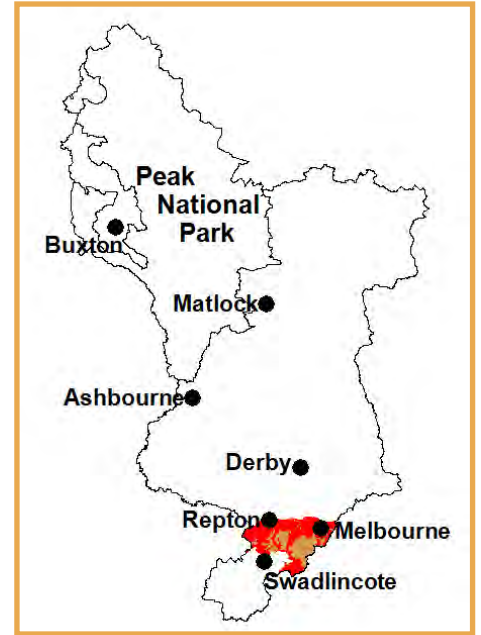 Peak
National
Park
Buxton
Matlock
Ashbourne
Derby
Repton
Melbourne
Swadlincote